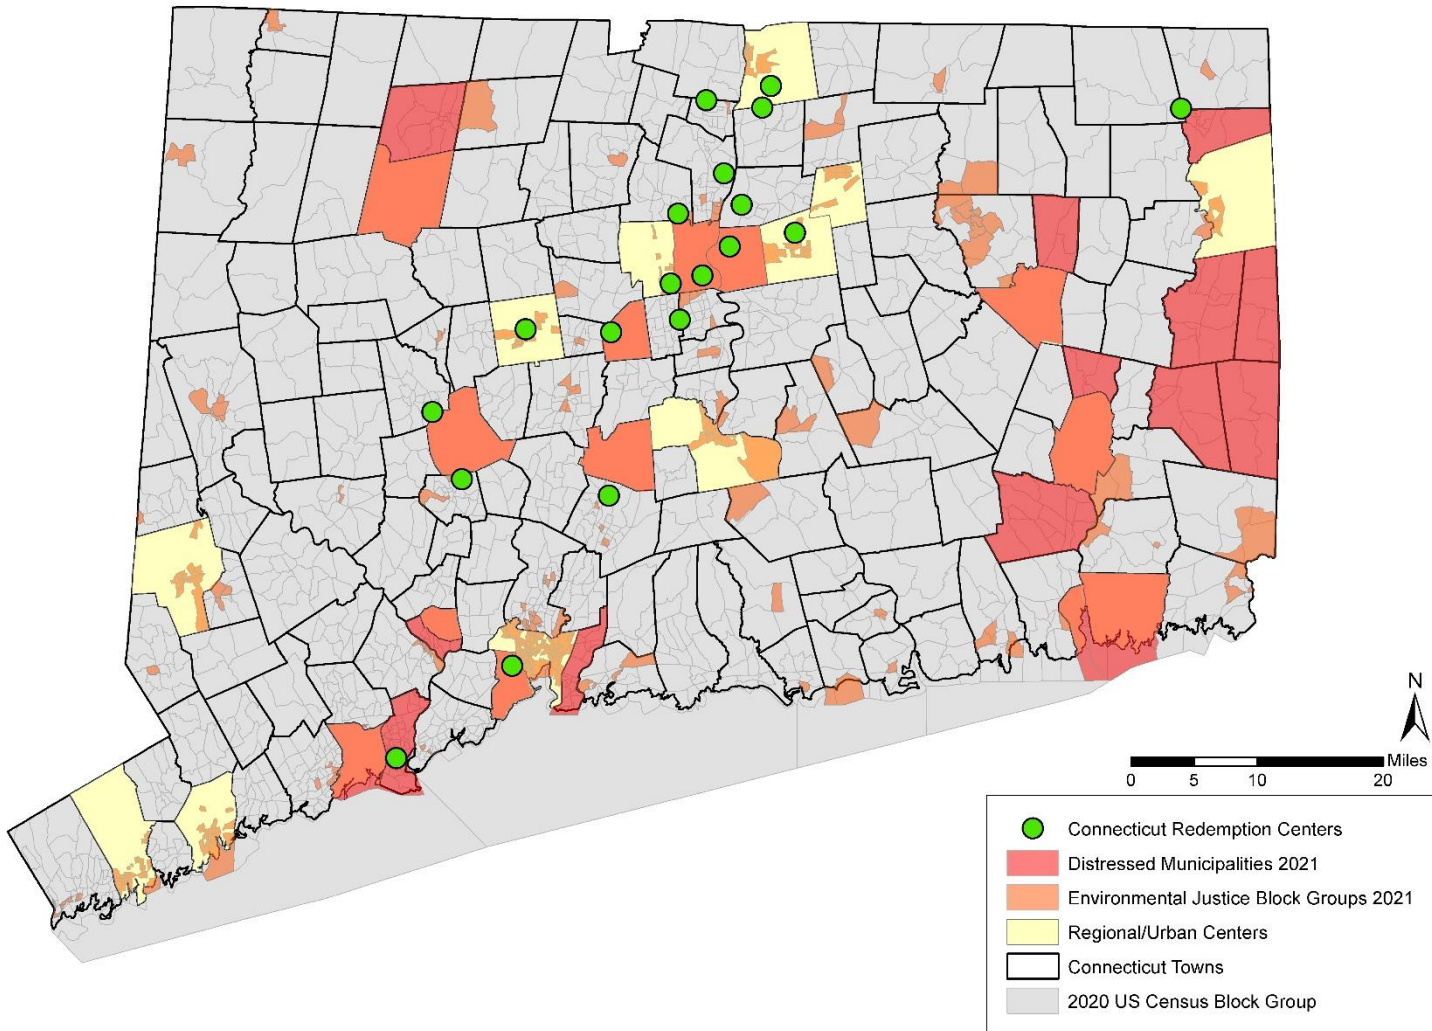 N
Miles
0 5 10 20
Connecticut Redemption Centers
Distressed Municipalities 2021
Environmental Justice Block Groups 2021
Regional/Urban Centers
Connecticut Towns
2020 US Census Block Group